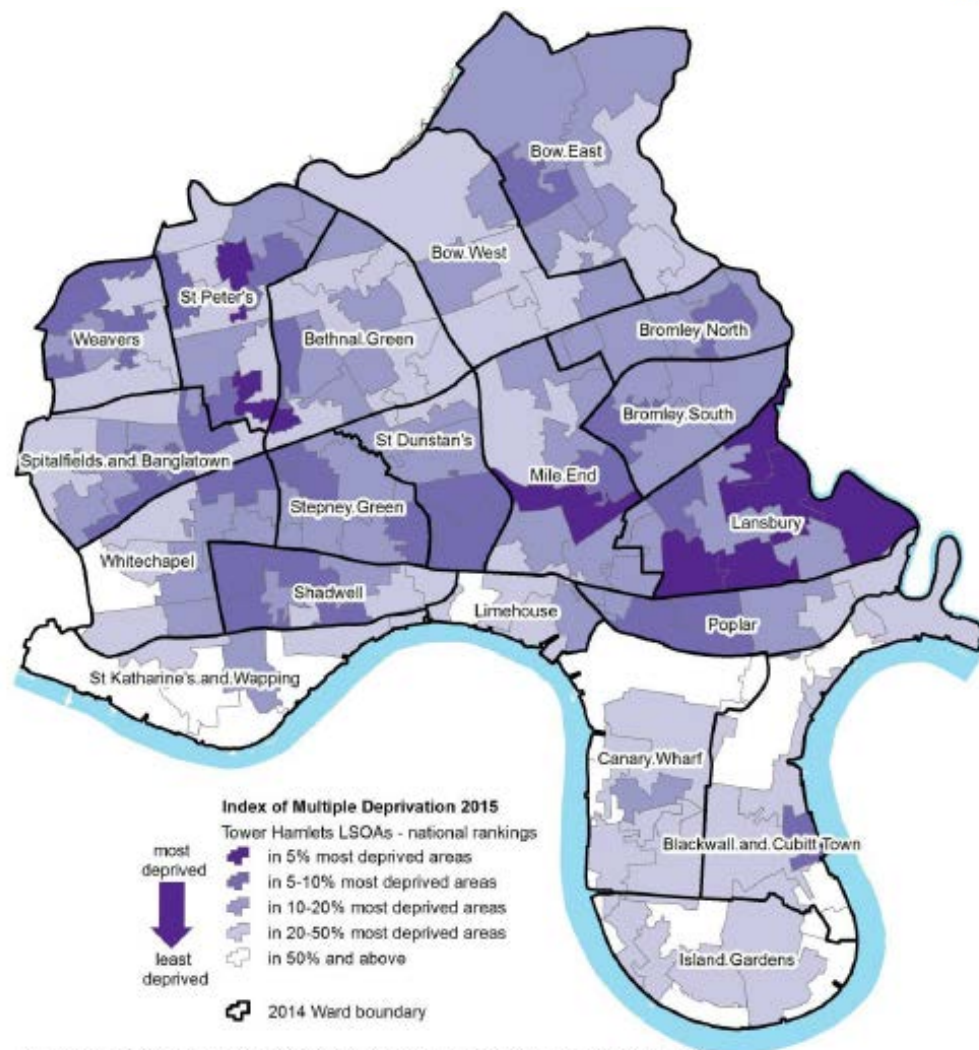 Bow.East
Bow.West
St Peter's
Weavers
Bethnal.Green
Bromley.North
Bromley.South
St Dunstan's
Spitalfields.and.Banglatown
Mile.End
Stepney.Green
Lansbury
Whitechapel
Shadwell
Limehouse
Poplar
St Katharine's.and.Wapping
Canary.Wharf
Blackwall.and.Cubitt Town
Island.Gardens
Index of Multiple Deprivation 2015
Tower Hamlets LSOAs - national rankings
most
deprived
least
deprived
in 5% most deprived areas
in 5-10% most deprived areas
in 10-20% most deprived areas
in 20-50% most deprived areas
in 50% and above
2014 Ward boundary